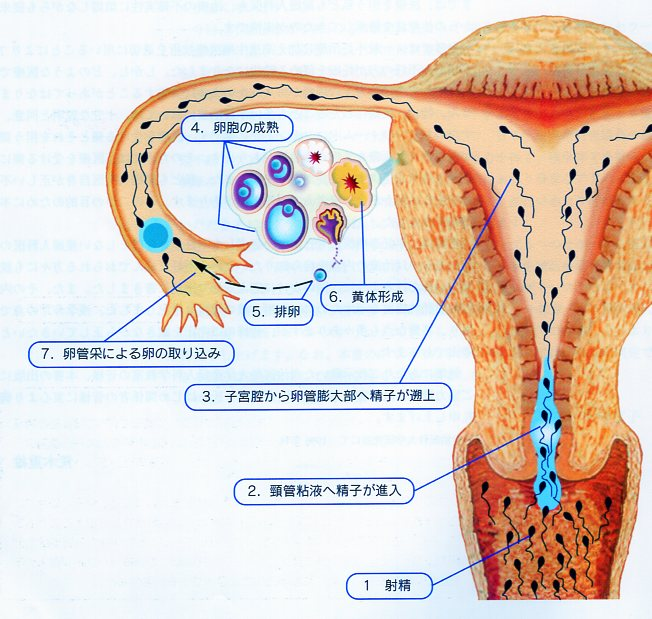 4. 卵胞の成熟
6. 黄体形成
5. 排卵
7. 卵管采による卵の取り込み
3. 子宮腔から卵管膨大部へ精子が遡上
2. 頸管粘液へ精子が進入
1 射精